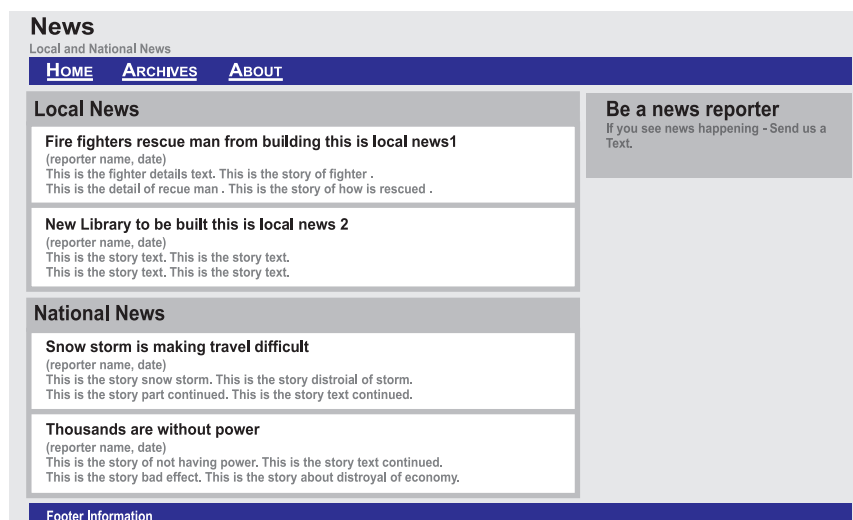 News
Local and National News
HOME ARCHIVES ABOUT
Local News
Fire fighters rescue man from building this is local news1
(reporter name, date)
This is the fighter details text. This is the story of fighter .
This is the detail of recue man . This is the story of how is rescued .
New Library to be built this is local news 2
(reporter name, date)
This is the story text. This is the story text.
This is the story text. This is the story text.
National News
Snow storm is making travel difficult
(reporter name, date)
This is the story snow storm. This is the story distroial of storm.
This is the story part continued. This is the story text continued.
Thousands are without power
(reporter name, date)
This is the story of not having power. This is the story text continued.
This is the story bad effect. This is the story about distroyal of economy.
Be a news reporter
If you see news happening - Send us a
Text.
Footer Information